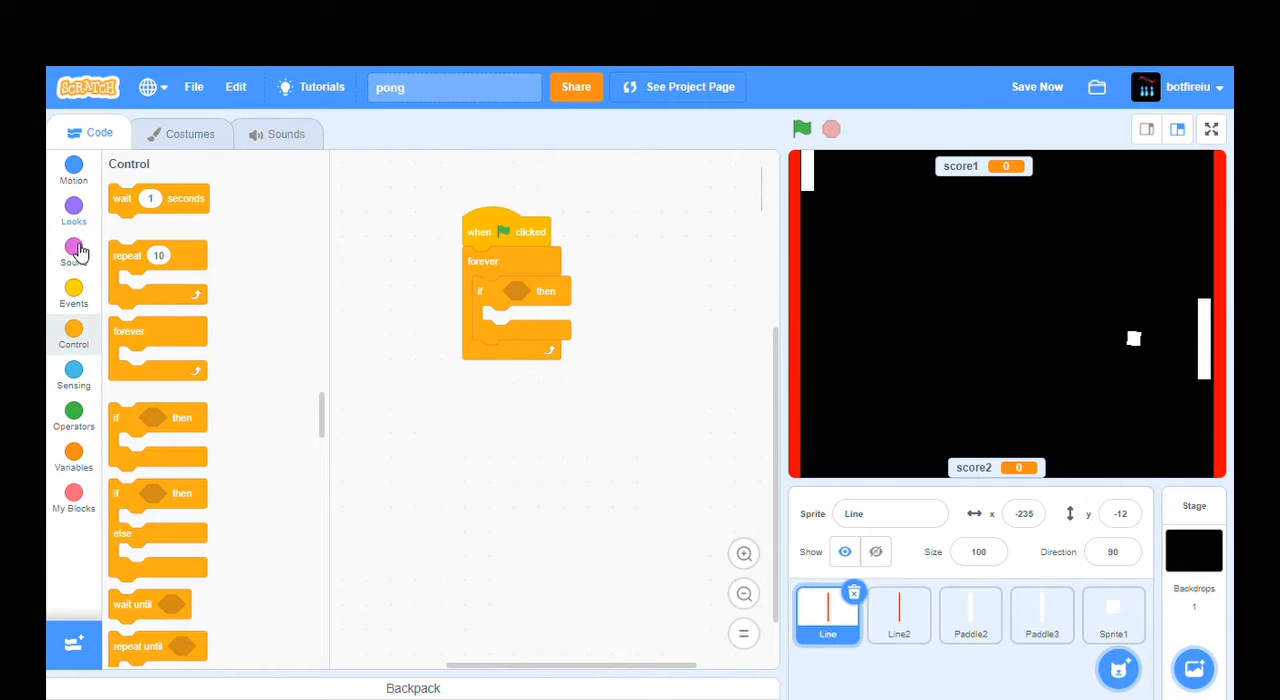 SCRATCH File Edit Tutorials pong Share See Project Page Save Now botfireiu
Code Costumes Sounds
Motion
Looks
Sou
Events
Control
Sensing
Operators
Variables
My Blocks
Control
wait 1 seconds
repeat 10
forever
if then
if then
else
wait until
repeat until
when clicked
forever
if then
Backpack
score1 0
score2 0
Sprite Line x -235 y -12
Show Size 100 Direction 90
Line Line2 Paddle2 Paddle3 Sprite1
Stage
Backdrops
1